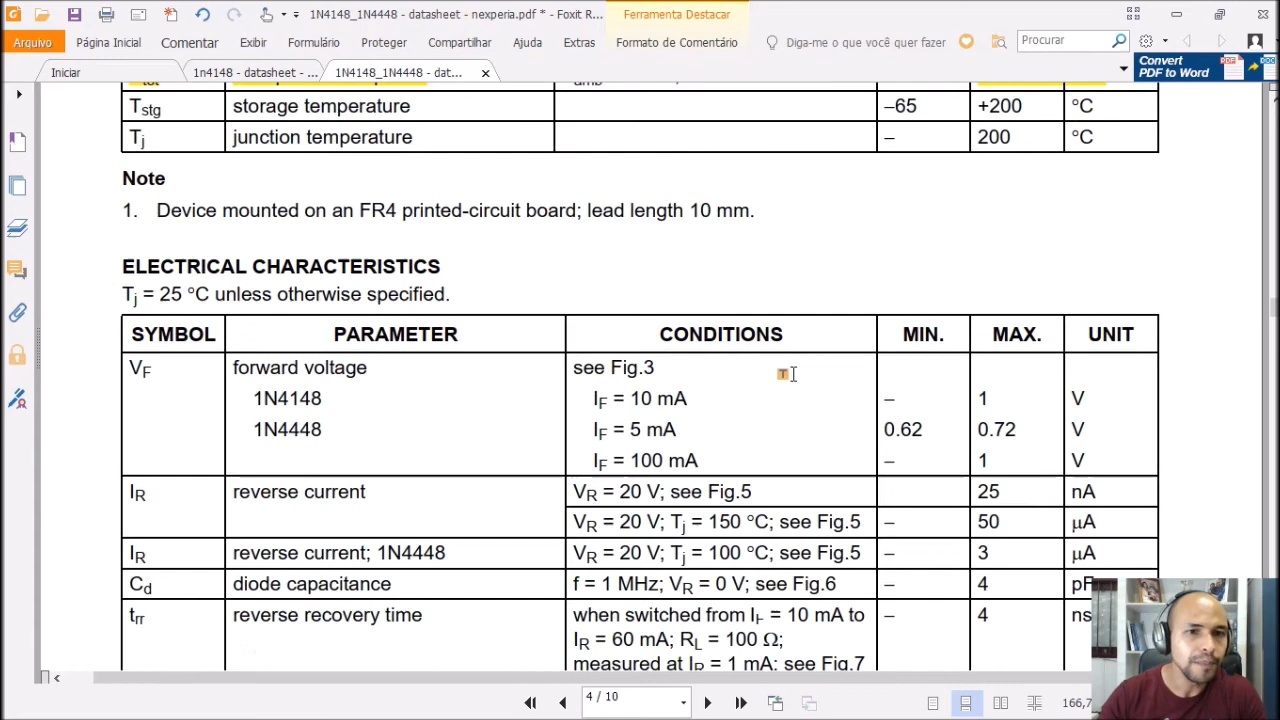 1N4148_1N4448 - datasheet - nexperia.pdf * - Foxit R...
Ferramenta Destacar
Arquivo Página Inicial Comentar Exibir Formulário Proteger Compartilhar Ajuda Extras Formato de Comentário Diga-me o que você quer fazer Procurar
Iniciar 1n4148 - datasheet - ... 1N4148_1N4448 - dat...
Convert
PDF to Word
amb
Tstg storage temperature –65 +200 °C
Tj junction temperature – 200 °C
Note
1. Device mounted on an FR4 printed-circuit board; lead length 10 mm.
ELECTRICAL CHARACTERISTICS
Tj = 25 °C unless otherwise specified.
SYMBOL PARAMETER CONDITIONS MIN. MAX. UNIT
VF forward voltage see Fig.3
1N4148 IF = 10 mA – 1 V
1N4448 IF = 5 mA 0.62 0.72 V
IF = 100 mA – 1 V
IR reverse current VR = 20 V; see Fig.5 25 nA
VR = 20 V; Tj = 150 °C; see Fig.5 – 50 μA
IR reverse current; 1N4448 VR = 20 V; Tj = 100 °C; see Fig.5 – 3 μA
Cd diode capacitance f = 1 MHz; VR = 0 V; see Fig.6 – 4 pF
trr reverse recovery time when switched from IF = 10 mA to – 4 ns
IR = 60 mA; RL = 100 Ω;
measured at IR = 1 mA; see Fig.7
4 / 10
166,7